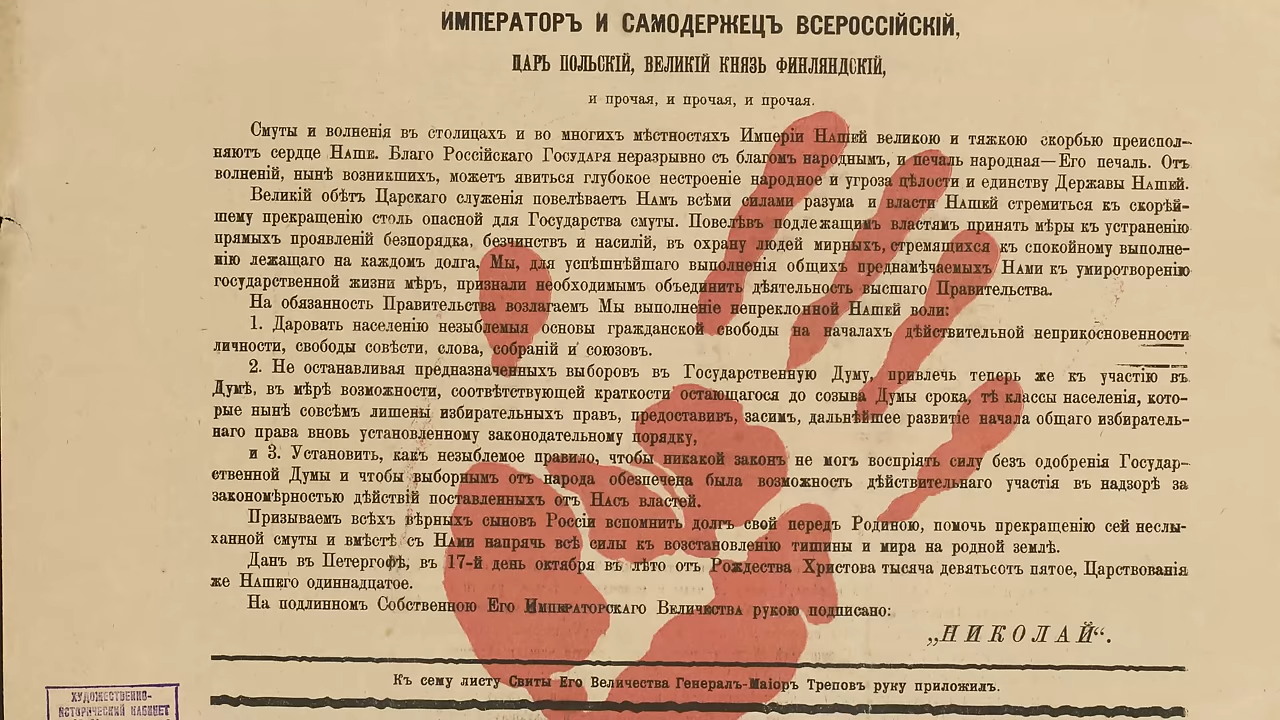 ИМПЕРАТОРЪ И САМОДЕРЖЕЦЪ ВСЕРОССІЙСКІЙ,
ЦАРЬ ПОЛЬСКІЙ, ВЕЛИКІЙ КНЯЗЬ ФИНЛЯНДСКІЙ,
и прочая, и прочая, и прочая.
Смуты и волненія въ столицахъ и во многихъ мѣстностяхъ Имперіи НАШЕЙ великою и тяжкою скорбью преиспол-
няютъ сердце НАШЕ. Благо Россійскаго ГОСУДАРЯ неразрывно съ благомъ народнымъ, и печаль народная—ЕГО печаль. Отъ
волненій, нынѣ возникшихъ, можетъ явиться глубокое нестроеніе народное и угроза цѣлости и единству Державы НАШЕЙ.
Великій обѣтъ Царскаго служенія повелѣваетъ НАМЪ всѣми силами разума и власти НАШЕЙ стремиться къ скорѣй-
шему прекращенію столь опасной для Государства смуты. Повелѣвъ подлежащимъ властямъ принять мѣры къ устраненію
прямыхъ проявленій безпорядка, безчинствъ и насилій, въ охрану людей мирныхъ, стремящихся къ спокойному выполне-
нію лежащаго на каждомъ долга, МЫ, для успѣшнѣйшаго выполненія общихъ преднамѣчаемыхъ НАМИ къ умиротворенію
государственной жизни мѣръ, признали необходимымъ объединить дѣятельность высшаго Правительства.
На обязанность Правительства возлагаемъ МЫ выполненіе непреклонной НАШЕЙ воли:
1. Даровать населенію незыблемыя основы гражданской свободы на началахъ дѣйствительной неприкосновенности
личности, свободы совѣсти, слова, собраній и союзовъ.
2. Не останавливая предназначенныхъ выборовъ въ Государственную Думу, привлечь теперь же къ участію въ
Думѣ, въ мѣрѣ возможности, соотвѣтствующей краткости остающагося до созыва Думы срока, тѣ классы населенія, кото-
рые нынѣ совсѣмъ лишены избирательныхъ правъ, предоставивъ, засимъ, дальнѣйшее развитіе начала общаго избиратель-
наго права вновь установленному законодательному порядку,
и 3. Установить, какъ незыблемое правило, чтобы никакой законъ не могъ воспріять силу безъ одобренія Государ-
ственной Думы и чтобы выборнымъ отъ народа обезпечена была возможность дѣйствительнаго участія въ надзорѣ за
закономѣрностью дѣйствій поставленныхъ отъ НАСЪ властей.
Призываемъ всѣхъ вѣрныхъ сыновъ Россіи вспомнить долгъ свой передъ Родиною, помочь прекращенію сей неслы-
ханной смуты и вмѣстѣ съ НАМИ напрячь всѣ силы къ возстановленію тишины и мира на родной землѣ.
Данъ въ Петергофѣ, въ 17-й день октября въ лѣто отъ Рождества Христова тысяча девятьсотъ пятое, Царствованія
же НАШЕГО одиннадцатое.
На подлинномъ Собственною ЕГО ИМПЕРАТОРСКАГО ВЕЛИЧЕСТВА рукою подписано:
„НИКОЛАЙ“.
Къ сему листу Свиты ЕГО ВЕЛИЧЕСТВА Генералъ-Маіоръ Треповъ руку приложилъ.
ХУДОЖЕСТВЕННО-
ИСТОРИЧЕСКИЙ КАБИНЕТ